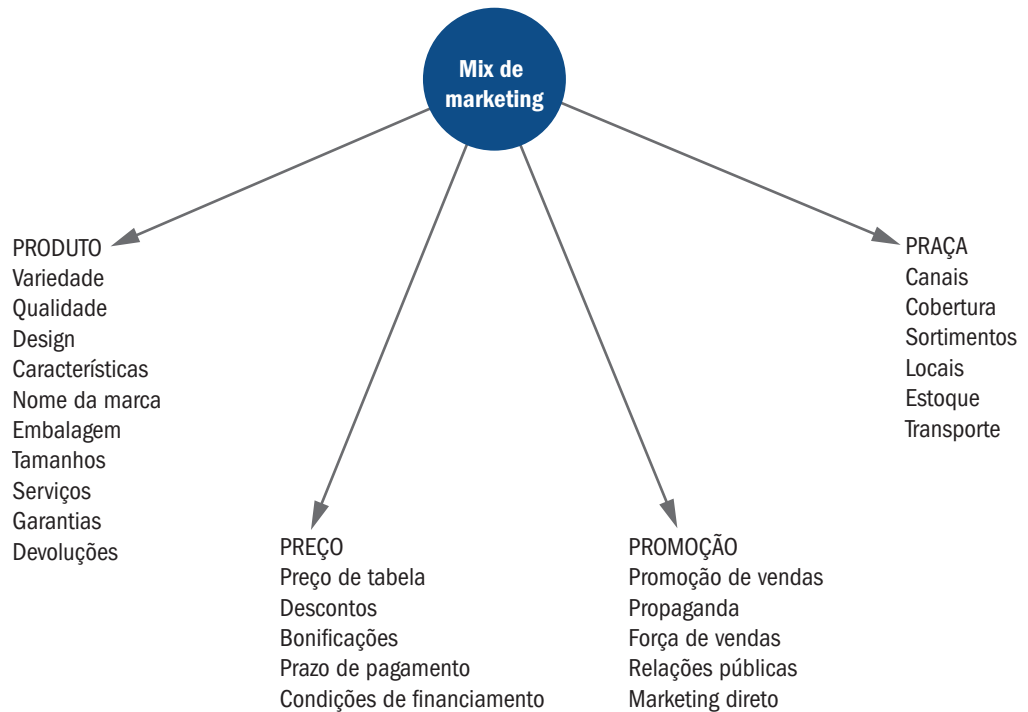 Mix de
marketing
PRODUTO
Variedade
Qualidade
Design
Características
Nome da marca
Embalagem
Tamanhos
Serviços
Garantias
Devoluções
PREÇO
Preço de tabela
Descontos
Bonificações
Prazo de pagamento
Condições de financiamento
PROMOÇÃO
Promoção de vendas
Propaganda
Força de vendas
Relações públicas
Marketing direto
PRAÇA
Canais
Cobertura
Sortimentos
Locais
Estoque
Transporte